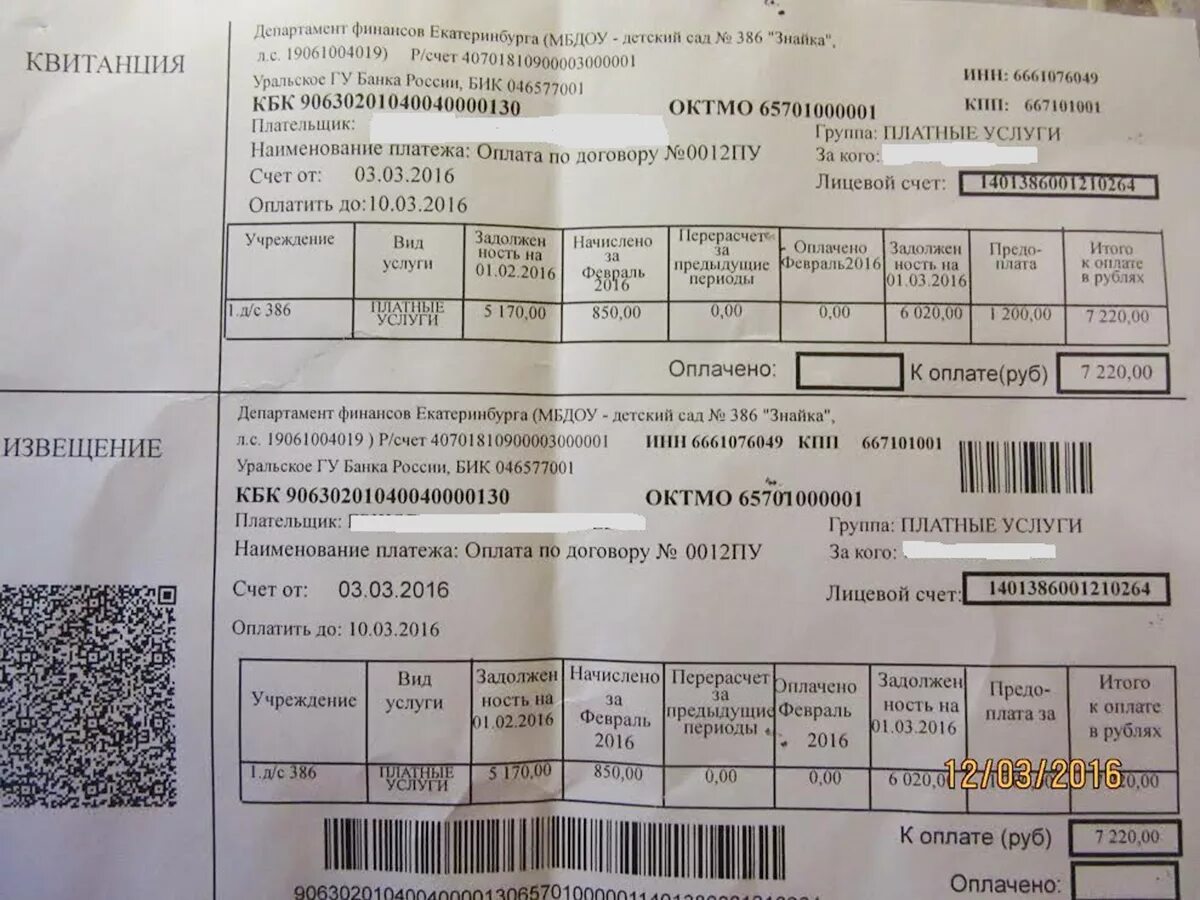 КВИТАНЦИЯ
Департамент финансов Екатеринбурга (МБДОУ - детский сад № 386 "Знайка",
л.с. 19061004019) Р/счет 40701810900003000001
Уральское ГУ Банка России, БИК 046577001
ИНН: 6661076049
КБК 90630201040040000130 ОКТМО 65701000001
КПП: 667101001
Плательщик:
Группа: ПЛАТНЫЕ УСЛУГИ
Наименование платежа: Оплата по договору №0012ПУ
За кого:
Счет от: 03.03.2016
Лицевой счет: 1401386001210264
Оплатить до: 10.03.2016
Учреждение
Вид
услуги
Задолжен
ность на
01.02.2016
Начислено
за
Февраль
2016
Перерасчет
за
предыдущие
периоды
Оплачено
Февраль2016
Задолжен
ность на
01.03.2016
Предо-
плата
Итого
к оплате
в рублях
1.д/с 386
ПЛАТНЫЕ
УСЛУГИ
5 170,00
850,00
0,00
0,00
6 020,00
1 200,00
7 220,00
Оплачено: К оплате(руб) 7 220,00
ИЗВЕЩЕНИЕ
Департамент финансов Екатеринбурга (МБДОУ - детский сад № 386 "Знайка",
л.с. 19061004019 ) Р/счет 40701810900003000001 ИНН 6661076049 КПП 667101001
Уральское ГУ Банка России, БИК 046577001
КБК 90630201040040000130 ОКТМО 65701000001
Плательщик:
Группа: ПЛАТНЫЕ УСЛУГИ
Наименование платежа: Оплата по договору № 0012ПУ
За кого:
Счет от: 03.03.2016
Лицевой счет: 1401386001210264
Оплатить до: 10.03.2016
Учреждение
Вид
услуги
Задолжен
ность на
01.02.2016
Начислено
за
Февраль
2016
Перерасчет
за
предыдущие
периоды
Оплачено
Февраль
2016
Задолжен
ность на
01.03.2016
Предо-
плата за
Итого
к оплате
в рублях
1.д/с 386
ПЛАТНЫЕ
УСЛУГИ
5 170,00
850,00
0,00
0,00
6 020,00
12/03/2016
К оплате (руб) 7 220,00
Оплачено: